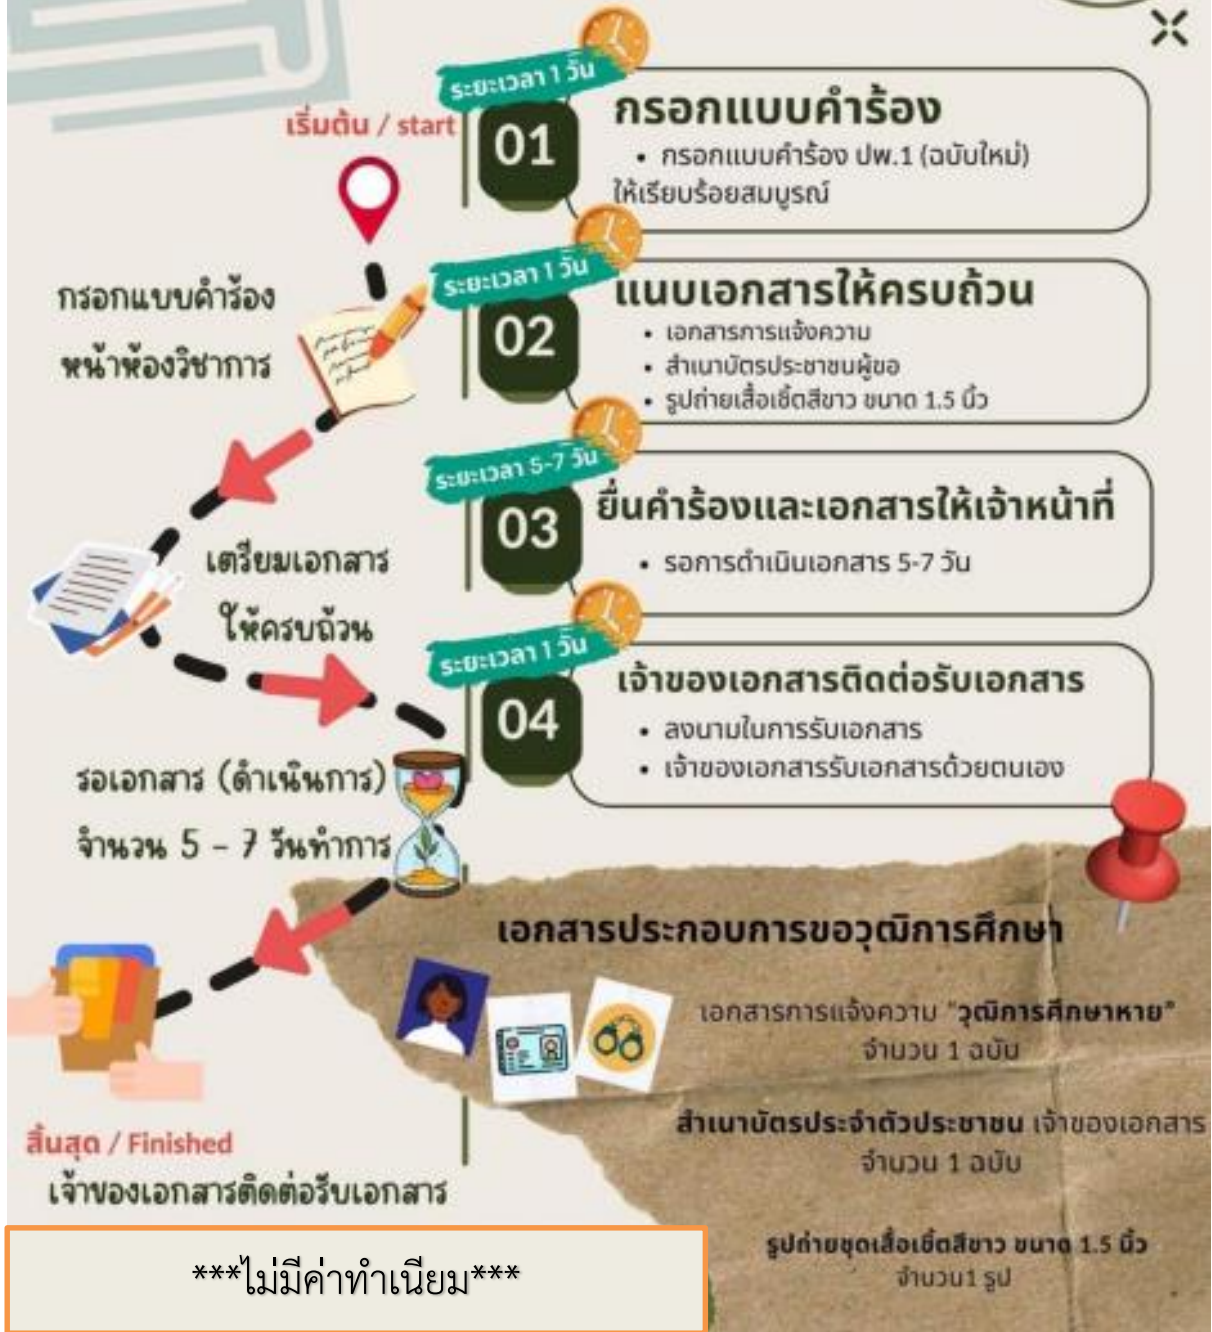 ระยะเวลา 1 วัน
เริ่มต้น / start
01
กรอกแบบคำร้อง
• กรอกแบบคำร้อง ปพ.1 (ฉบับใหม่)
ให้เรียบร้อยสมบูรณ์
กรอกแบบคำร้อง
หน้าห้องวิชาการ
ระยะเวลา 1 วัน
02
แนบเอกสารให้ครบถ้วน
• เอกสารการแจ้งความ
• สำเนาบัตรประชาชนผู้ขอ
• รูปถ่ายเสื้อเชิ้ตสีขาว ขนาด 1.5 นิ้ว
ระยะเวลา 5-7 วัน
03
ยื่นคำร้องและเอกสารให้เจ้าหน้าที่
• รอการดำเนินเอกสาร 5-7 วัน
เตรียมเอกสาร
ให้ครบถ้วน
ระยะเวลา 1 วัน
04
เจ้าของเอกสารติดต่อรับเอกสาร
• ลงนามในการรับเอกสาร
• เจ้าของเอกสารรับเอกสารด้วยตนเอง
รอเอกสาร (ดำเนินการ)
จำนวน 5 - 7 วันทำการ
สิ้นสุด / Finished
เจ้าของเอกสารติดต่อรับเอกสาร
เอกสารประกอบการขอวุฒิการศึกษา
เอกสารการแจ้งความ "วุฒิการศึกษาหาย"
จำนวน 1 ฉบับ
สำเนาบัตรประจำตัวประชาชน เจ้าของเอกสาร
จำนวน 1 ฉบับ
รูปถ่ายชุดเสื้อเชิ้ตสีขาว ขนาด 1.5 นิ้ว
จำนวน1 รูป
***ไม่มีค่าทำเนียม***